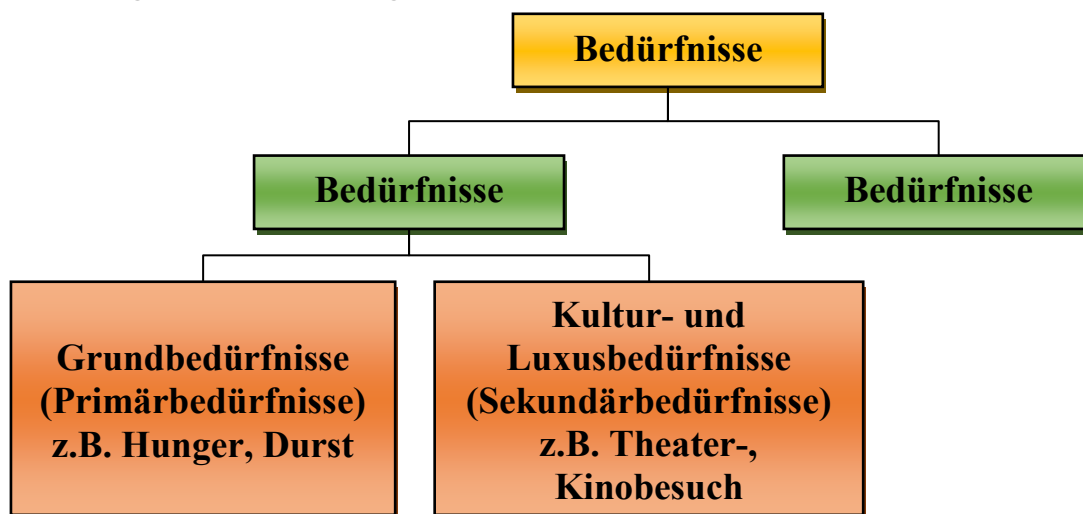 Bedürfnisse
Bedürfnisse
Bedürfnisse
Grundbedürfnisse
(Primärbedürfnisse)
z.B. Hunger, Durst
Kultur- und
Luxusbedürfnisse
(Sekundärbedürfnisse)
z.B. Theater-,
Kinobesuch